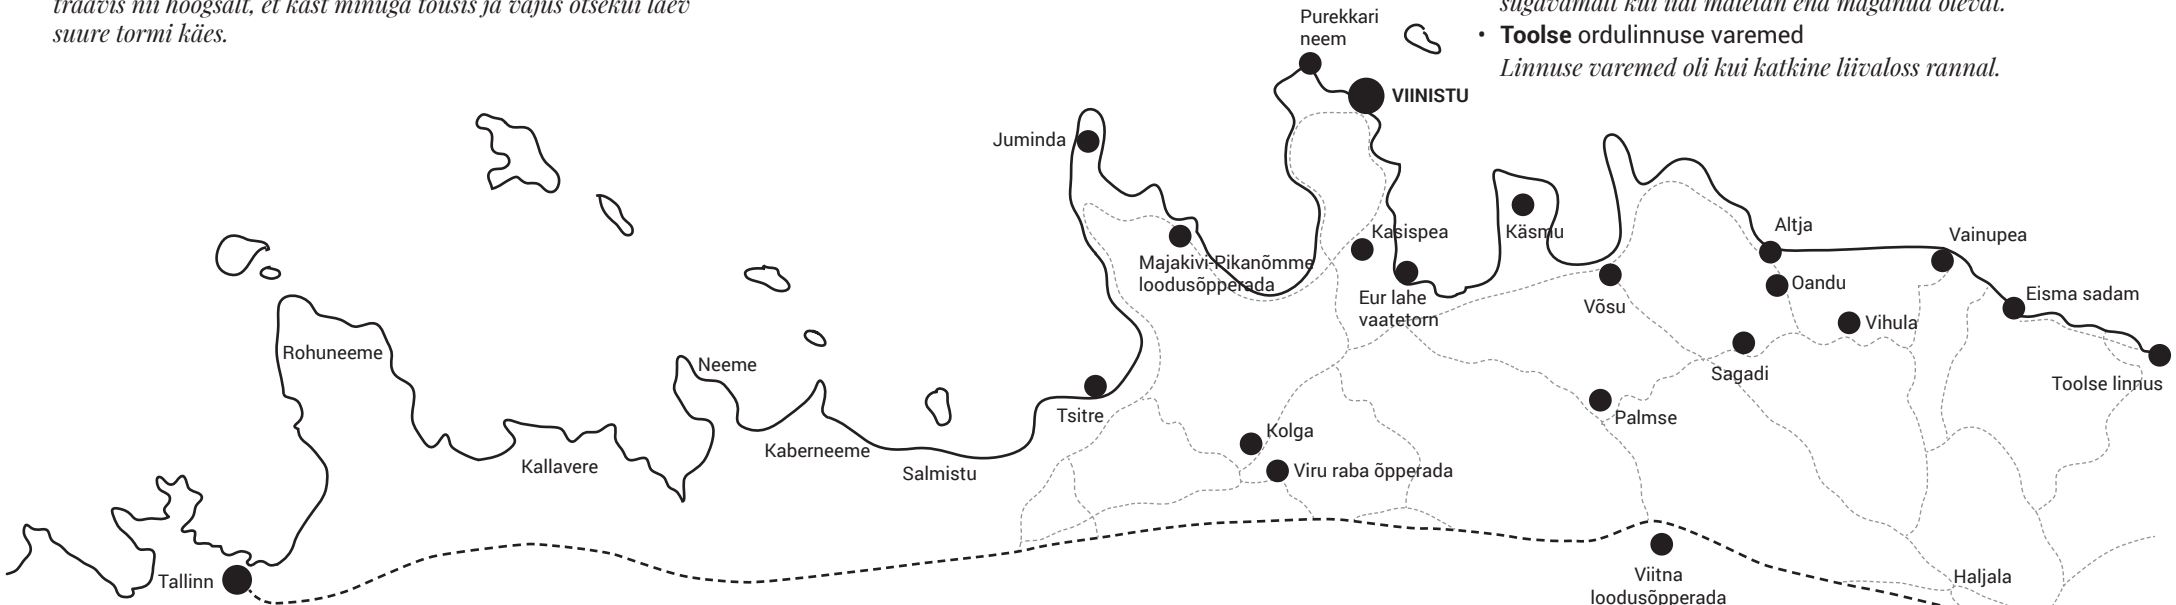 traavis nii hoogsalt, et kast minuga tõusis ja vajus otsekui laev
suure tormi käes.
sügavamalt kui iial mäletan end maganud olevat.
• Toolse ordulinnuse varemed
Linnuse varemed oli kui katkine liivaloss rannal.
Purekkari
neem
VIINISTU
Juminda
Kasispea
Käsmu
Altja
Vainupea
Majakivi-Pikanõmme
loodusõpperada
Eur lahe
vaatetorn
Võsu
Oandu
Eisma sadam
Vihula
Rohuneeme
Neeme
Sagadi
Toolse linnus
Tsitre
Palmse
Kaberneeme
Kolga
Kallavere
Salmistu
Viru raba õpperada
Tallinn
Viitna
loodusõpperada
Haljala